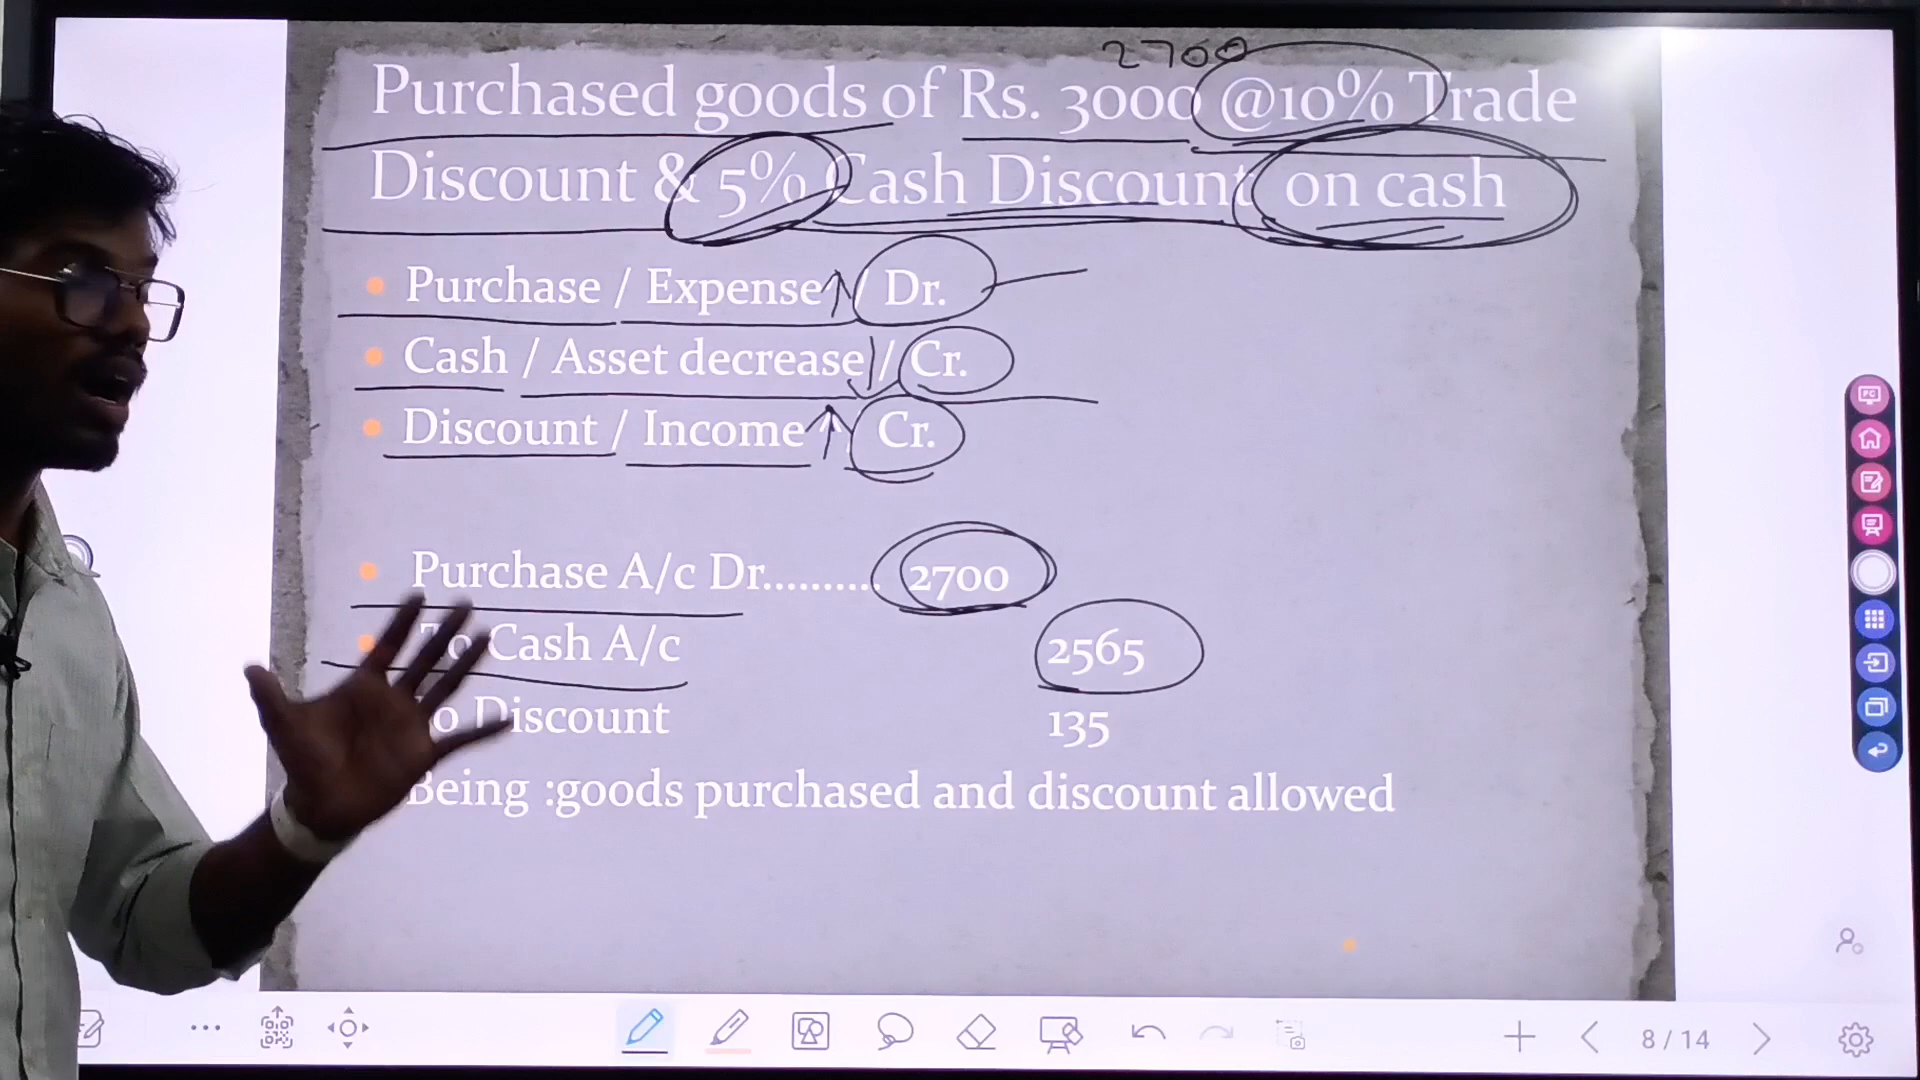 2700
Purchased goods of Rs. 3000 @10% Trade
Discount & 5% Cash Discount on cash
• Purchase / Expense / Dr.
• Cash / Asset decrease / Cr.
• Discount / Income Cr.
• Purchase A/c Dr.......... 2700
• To Cash A/c 2565
Discount 135
Being :goods purchased and discount allowed
8 / 14